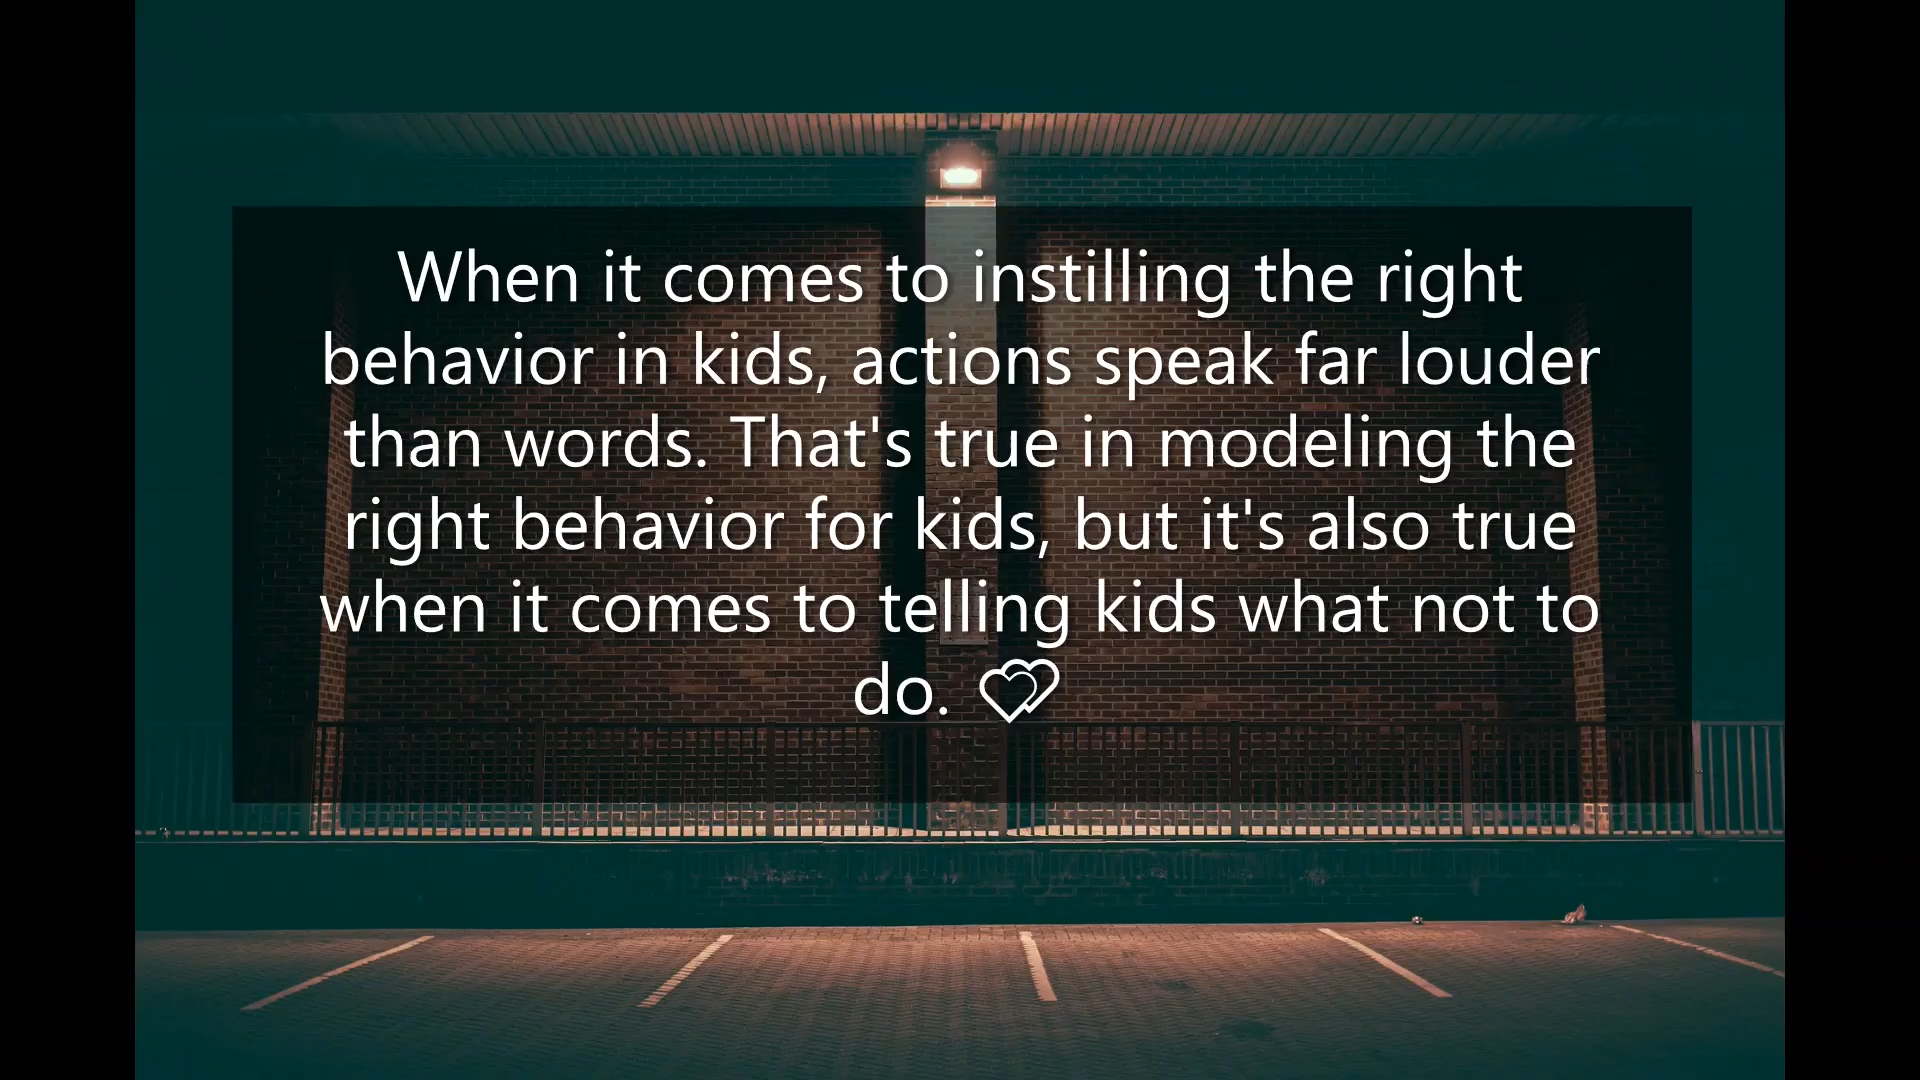 When it comes to instilling the right
behavior in kids, actions speak far louder
than words. That's true in modeling the
right behavior for kids, but it's also true
when it comes to telling kids what not to
do. 💕